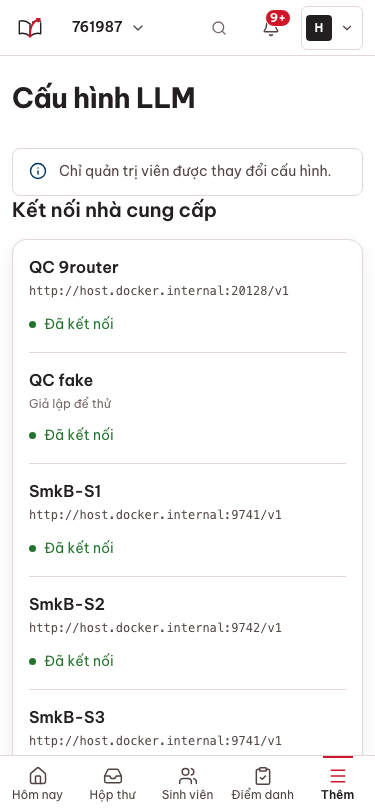 761987
9+
H
Cấu hình LLM
Chỉ quản trị viên được thay đổi cấu hình.
Kết nối nhà cung cấp
QC 9router
http://host.docker.internal:20128/v1
Đã kết nối
QC fake
Giả lập để thử
Đã kết nối
SmkB-S1
http://host.docker.internal:9741/v1
Đã kết nối
SmkB-S2
http://host.docker.internal:9742/v1
Đã kết nối
SmkB-S3
http://host.docker.internal:9741/v1
Hôm nay
Hộp thư
Sinh viên
Điểm danh
Thêm